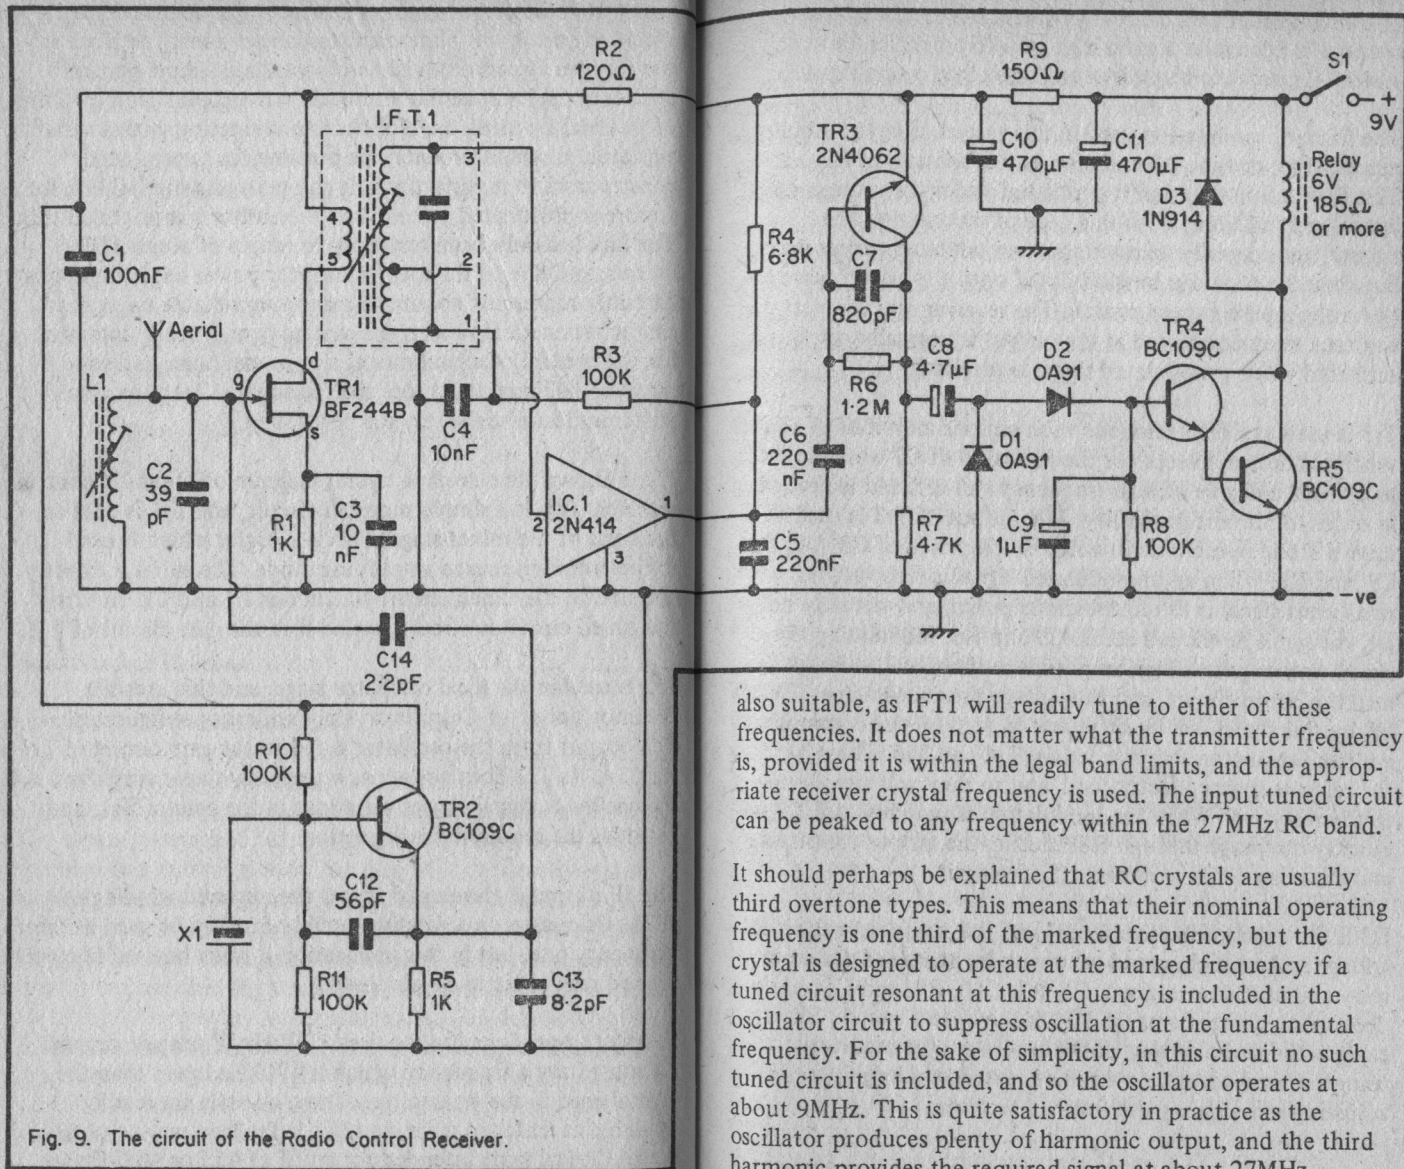 R2
120Ω
I.F.T.1
3
4
5
2
1
C1
100nF
Aerial
L1
g
d
s
TR1
BF244B
C2
39
pF
R1
1K
C3
10
nF
C4
10nF
R3
100K
I.C.1
2N414
2
1
3
C14
2·2pF
R10
100K
TR2
BC109C
X1
C12
56pF
R11
100K
R5
1K
C13
8·2pF
Fig. 9. The circuit of the Radio Control Receiver.
R9
150Ω
S1
+
9V
TR3
2N4062
C10
470µF
C11
470µF
D3
1N914
Relay
6V
185Ω
or more
R4
6·8K
C7
820pF
R6
1·2M
C8
4·7µF
D2
0A91
TR4
BC109C
C6
220
nF
D1
0A91
TR5
BC109C
C5
220nF
R7
4·7K
C9
1µF
R8
100K
-ve
also suitable, as IFT1 will readily tune to either of these
frequencies. It does not matter what the transmitter frequency
is, provided it is within the legal band limits, and the approp-
riate receiver crystal frequency is used. The input tuned circuit
can be peaked to any frequency within the 27MHz RC band.
It should perhaps be explained that RC crystals are usually
third overtone types. This means that their nominal operating
frequency is one third of the marked frequency, but the
crystal is designed to operate at the marked frequency if a
tuned circuit resonant at this frequency is included in the
oscillator circuit to suppress oscillation at the fundamental
frequency. For the sake of simplicity, in this circuit no such
tuned circuit is included, and so the oscillator operates at
about 9MHz. This is quite satisfactory in practice as the
oscillator produces plenty of harmonic output, and the third
harmonic provides the required signal at about 27MHz